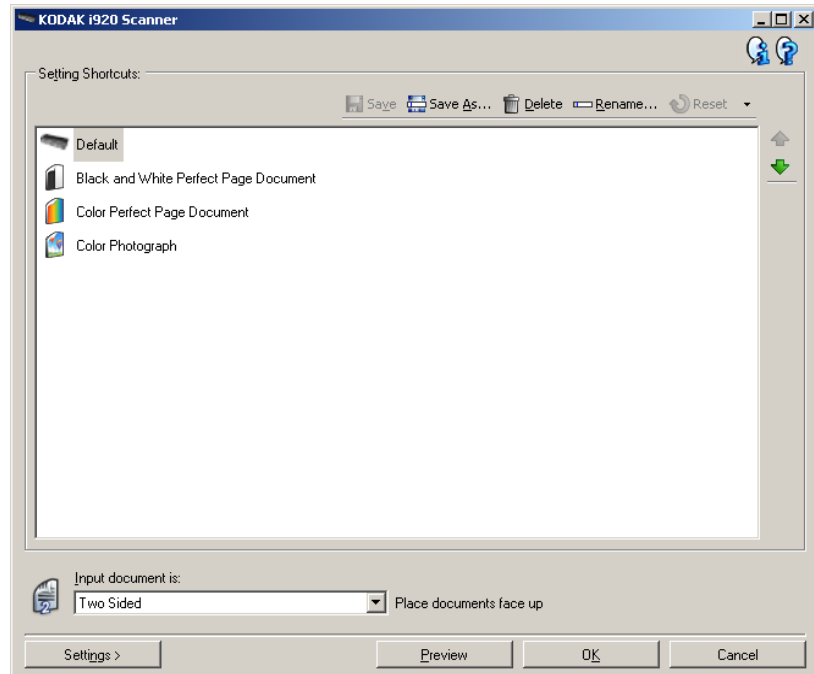 KODAK i920 Scanner
Setting Shortcuts:
Save Save As... Delete Rename... Reset
Default
Black and White Perfect Page Document
Color Perfect Page Document
Color Photograph
Input document is:
Two Sided Place documents face up
Settings > Preview OK Cancel